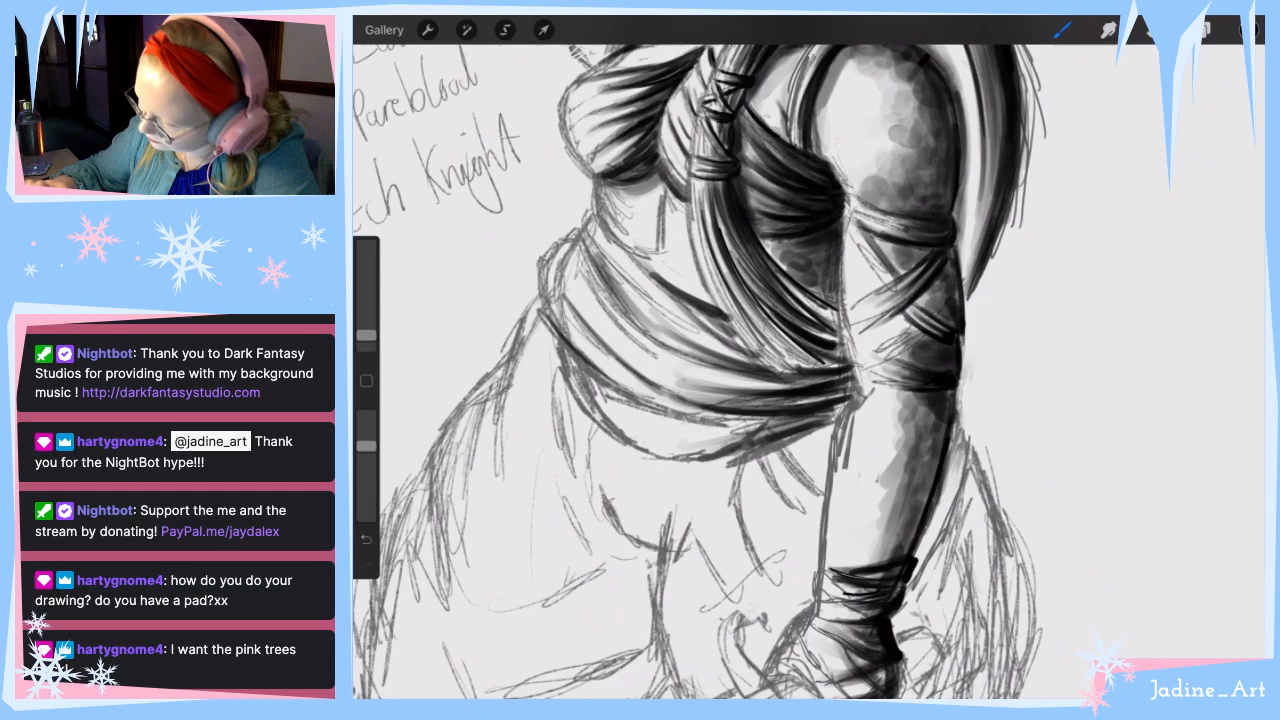 Gallery
Pareblood
Knight
Nightbot: Thank you to Dark Fantasy
Studios for providing me with my background
music ! http://darkfantasystudio.com
hartygnome4: @jadine_art Thank
you for the NightBot hype!!!
Nightbot: Support the me and the
stream by donating! PayPal.me/jaydalex
hartygnome4: how do you do your
drawing? do you have a pad?xx
hartygnome4: I want the pink trees
Jadine_Art